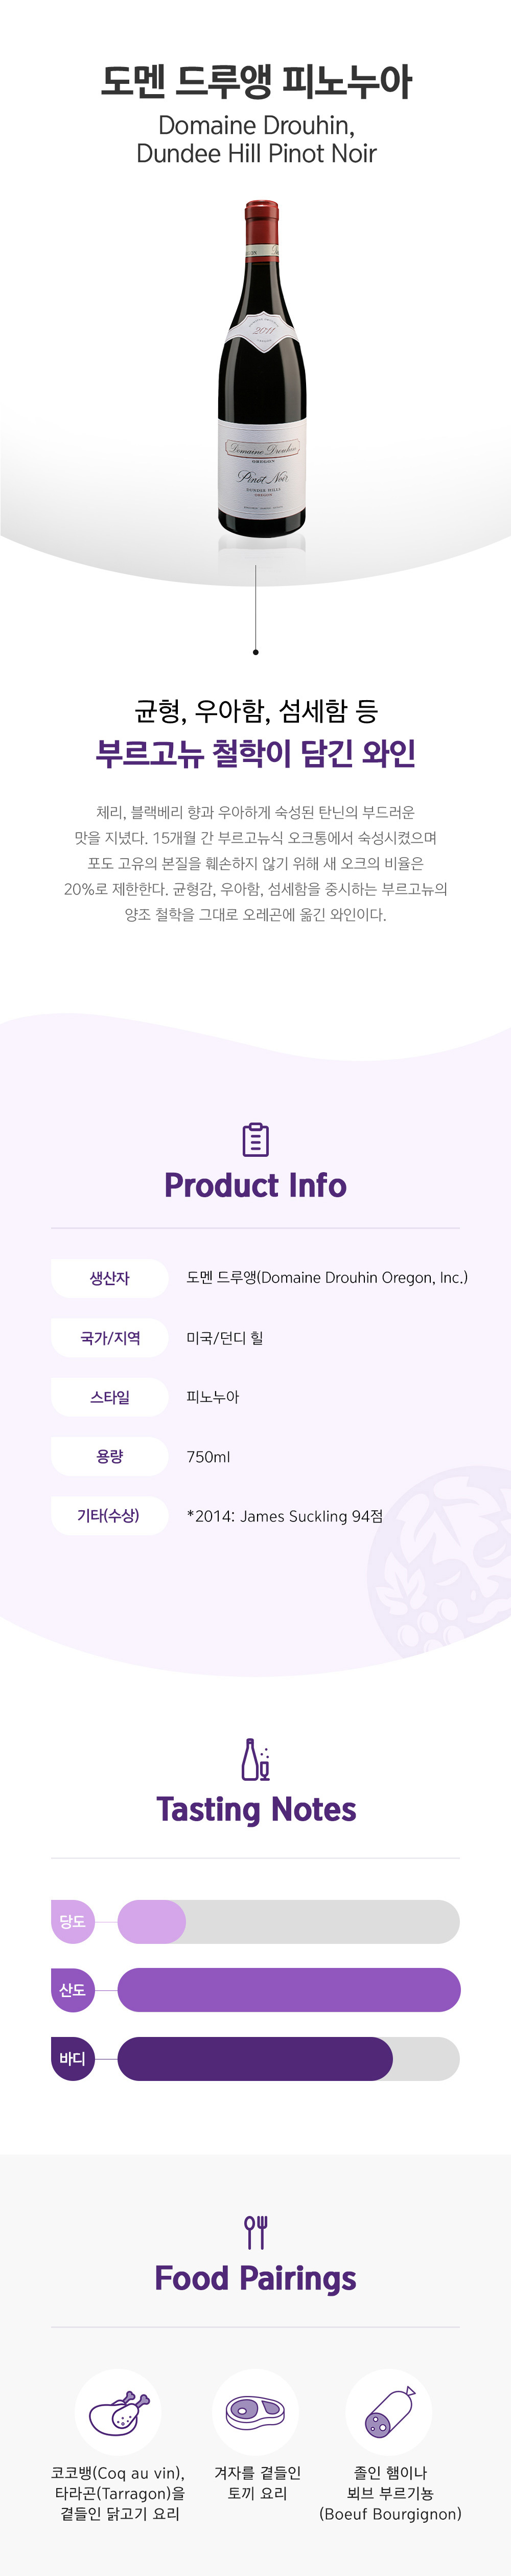 도멘 드루앵 피노누아
Domaine Drouhin,
Dundee Hill Pinot Noir
2011
Domaine Drouhin
OREGON
Pinot Noir
DUNDEE HILLS
OREGON
균형, 우아함, 섬세함 등
부르고뉴 철학이 담긴 와인
체리, 블랙베리 향과 우아하게 숙성된 탄닌의 부드러운
맛을 지녔다. 15개월 간 부르고뉴식 오크통에서 숙성시켰으며
포도 고유의 본질을 훼손하지 않기 위해 새 오크의 비율은
20%로 제한한다. 균형감, 우아함, 섬세함을 중시하는 부르고뉴의
양조 철학을 그대로 오레곤에 옮긴 와인이다.
Product Info
생산자 도멘 드루앵(Domaine Drouhin Oregon, Inc.)
국가/지역 미국/던디 힐
스타일 피노누아
용량 750ml
기타(수상) *2014: James Suckling 94점
Tasting Notes
당도
산도
바디
Food Pairings
코코뱅(Coq au vin),
타라곤(Tarragon)을
곁들인 닭고기 요리
겨자를 곁들인
토끼 요리
졸인 햄이나
뵈브 부르기뇽
(Boeuf Bourgignon)